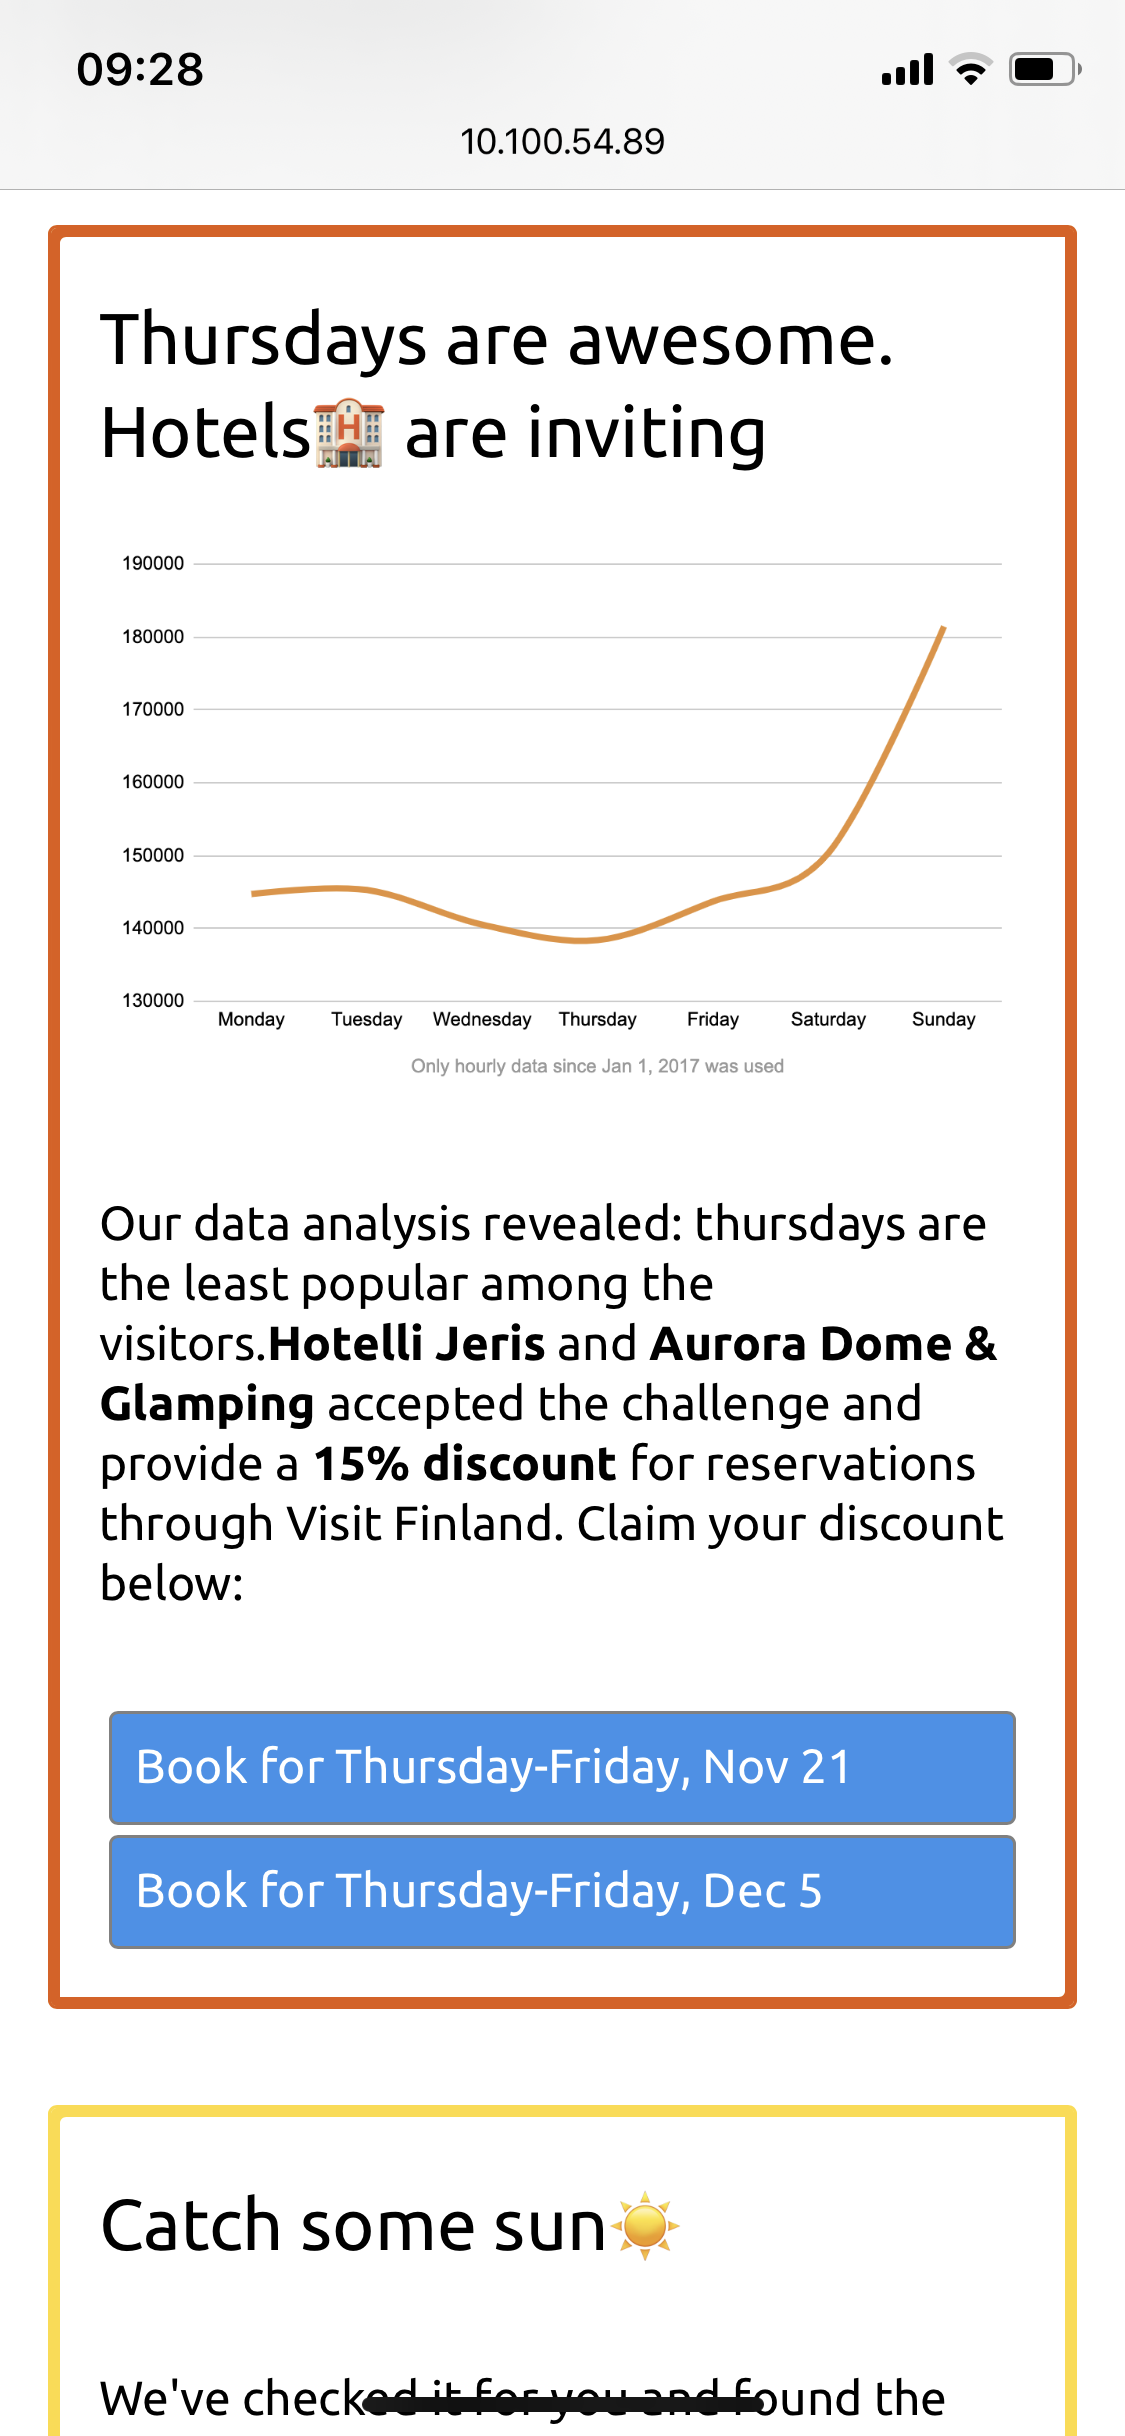 09:28
10.100.54.89
Thursdays are awesome.
Hotels🏨 are inviting
190000
180000
170000
160000
150000
140000
130000
Monday Tuesday Wednesday Thursday Friday Saturday Sunday
Only hourly data since Jan 1, 2017 was used
Our data analysis revealed: thursdays are
the least popular among the
visitors.Hotelli Jeris and Aurora Dome &
Glamping accepted the challenge and
provide a 15% discount for reservations
through Visit Finland. Claim your discount
below:
Book for Thursday-Friday, Nov 21
Book for Thursday-Friday, Dec 5
Catch some sun☀️
We've checked it for you and found the